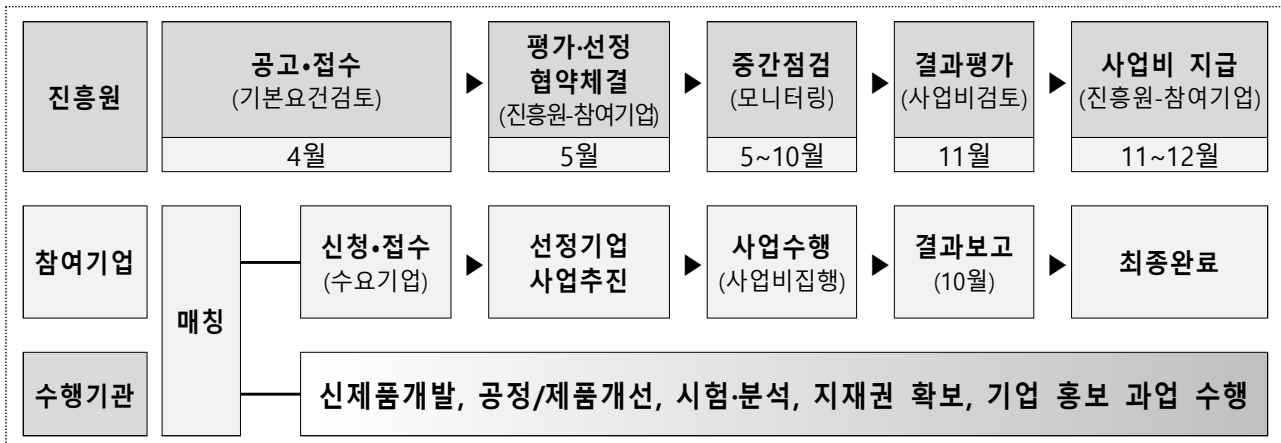 진흥원
공고•접수
(기본요건검토)
4월
▶
평가·선정
협약체결
(진흥원-참여기업)
5월
▶
중간점검
(모니터링)
5~10월
▶
결과평가
(사업비검토)
11월
▶
사업비 지급
(진흥원-참여기업)
11~12월
참여기업
매칭
신청•접수
(수요기업)
▶
선정기업
사업추진
▶
사업수행
(사업비집행)
▶
결과보고
(10월)
▶
최종완료
수행기관
신제품개발, 공정/제품개선, 시험·분석, 지재권 확보, 기업 홍보 과업 수행